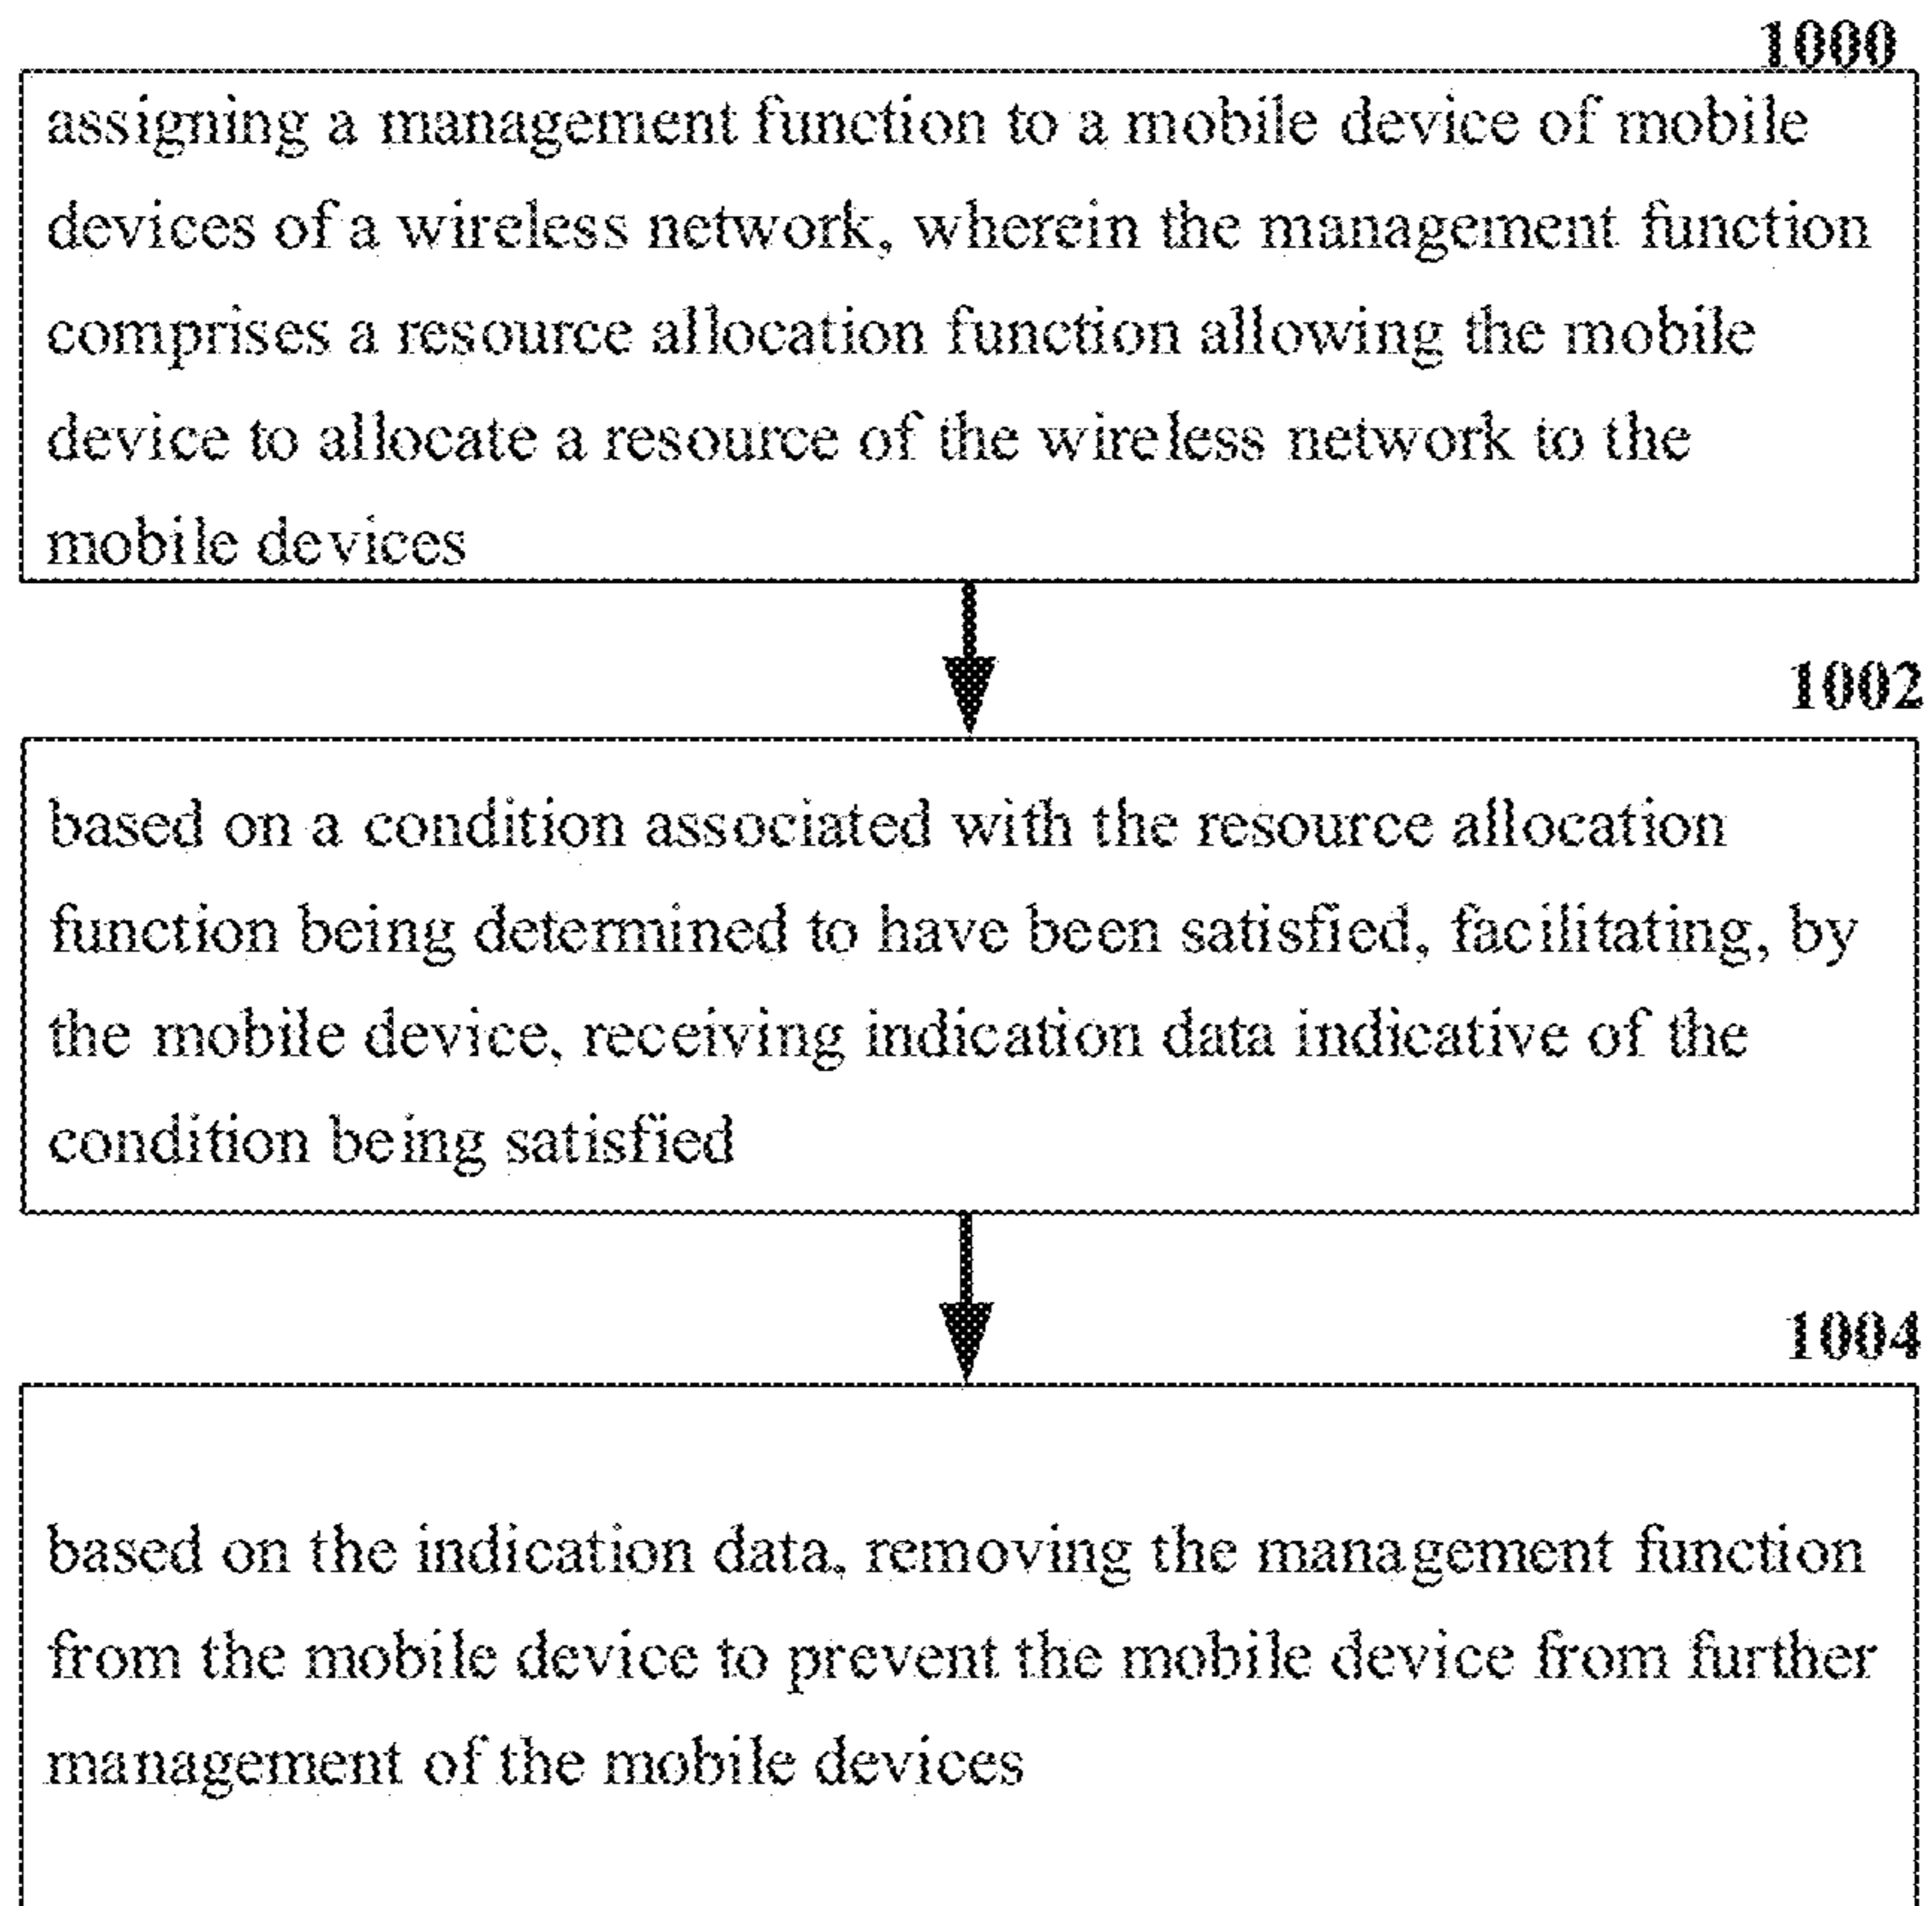 1000
assigning a management function to a mobile device of mobile
devices of a wireless network, wherein the management function
comprises a resource allocation function allowing the mobile
device to allocate a resource of the wireless network to the
mobile devices
1002
based on a condition associated with the resource allocation
function being determined to have been satisfied, facilitating, by
the mobile device, receiving indication data indicative of the
condition being satisfied
1004
based on the indication data, removing the management function
from the mobile device to prevent the mobile device from further
management of the mobile devices